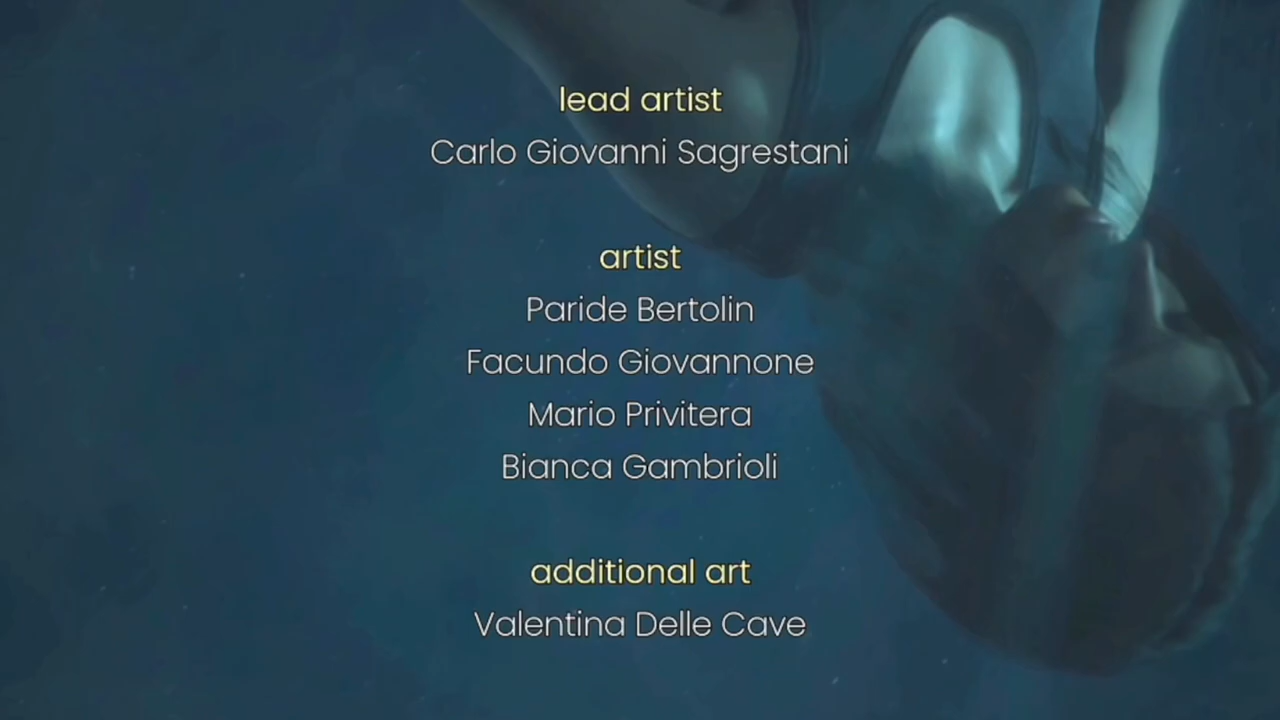 lead artist
Carlo Giovanni Sagrestani
artist
Paride Bertolin
Facundo Giovannone
Mario Privitera
Bianca Gambrioli
additional art
Valentina Delle Cave